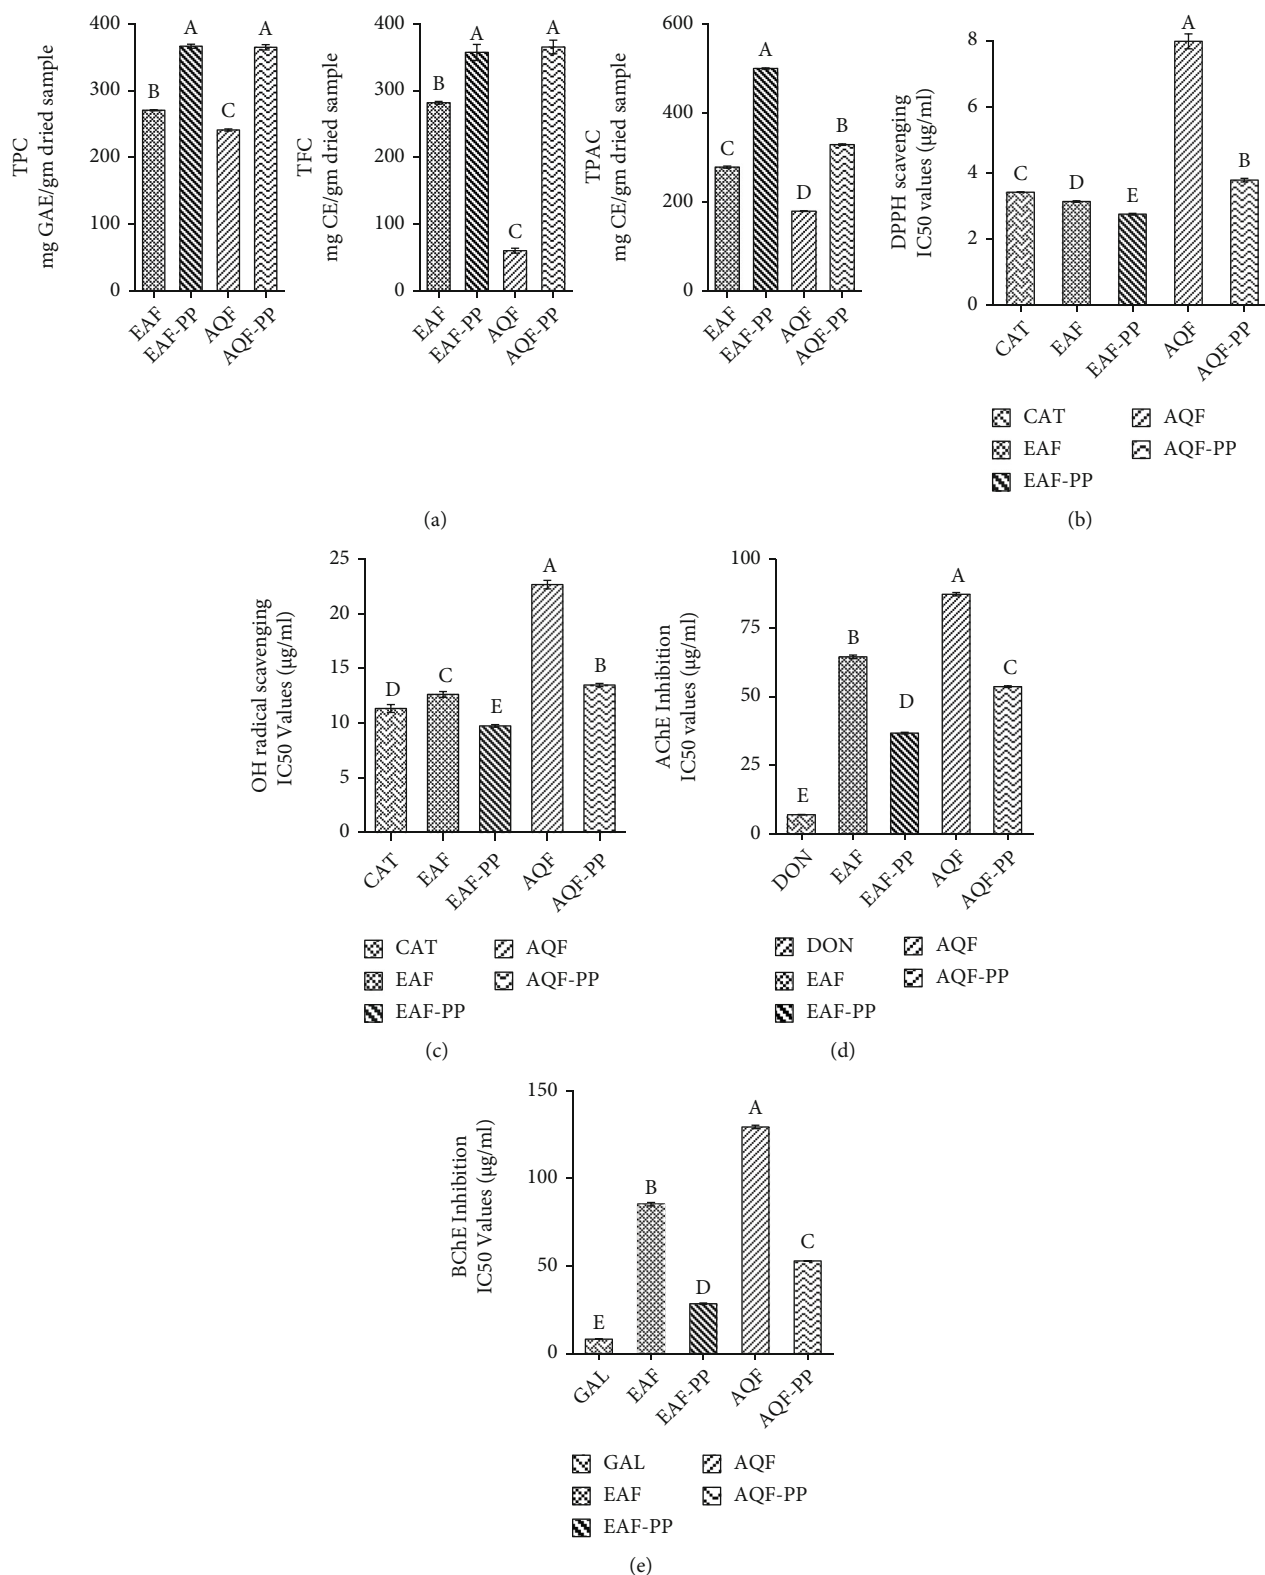 TPC
mg GAE/gm dried sample
400
300
200
100
0
B
A
C
A
EAF
EAF-PP
AQF
AQF-PP
TFC
mg CE/gm dried sample
400
300
200
100
0
B
A
C
A
EAF
EAF-PP
AQF
AQF-PP
TPAC
mg CE/gm dried sample
600
400
200
0
C
A
D
B
EAF
EAF-PP
AQF
AQF-PP
(a)
DPPH scavenging
IC50 values (µg/ml)
8
6
4
2
0
C
D
E
A
B
CAT
EAF
EAF-PP
AQF
AQF-PP
CAT
EAF
EAF-PP
AQF
AQF-PP
(b)
OH radical scavenging
IC50 Values (µg/ml)
25
20
15
10
5
0
D
C
E
A
B
CAT
EAF
EAF-PP
AQF
AQF-PP
CAT
EAF
EAF-PP
AQF
AQF-PP
(c)
AChE Inhibition
IC50 values (µg/ml)
100
75
50
25
0
E
B
D
A
C
DON
EAF
EAF-PP
AQF
AQF-PP
DON
EAF
EAF-PP
AQF
AQF-PP
(d)
BChE Inhibition
IC50 Values (µg/ml)
150
100
50
0
E
B
D
A
C
GAL
EAF
EAF-PP
AQF
AQF-PP
GAL
EAF
EAF-PP
AQF
AQF-PP
(e)